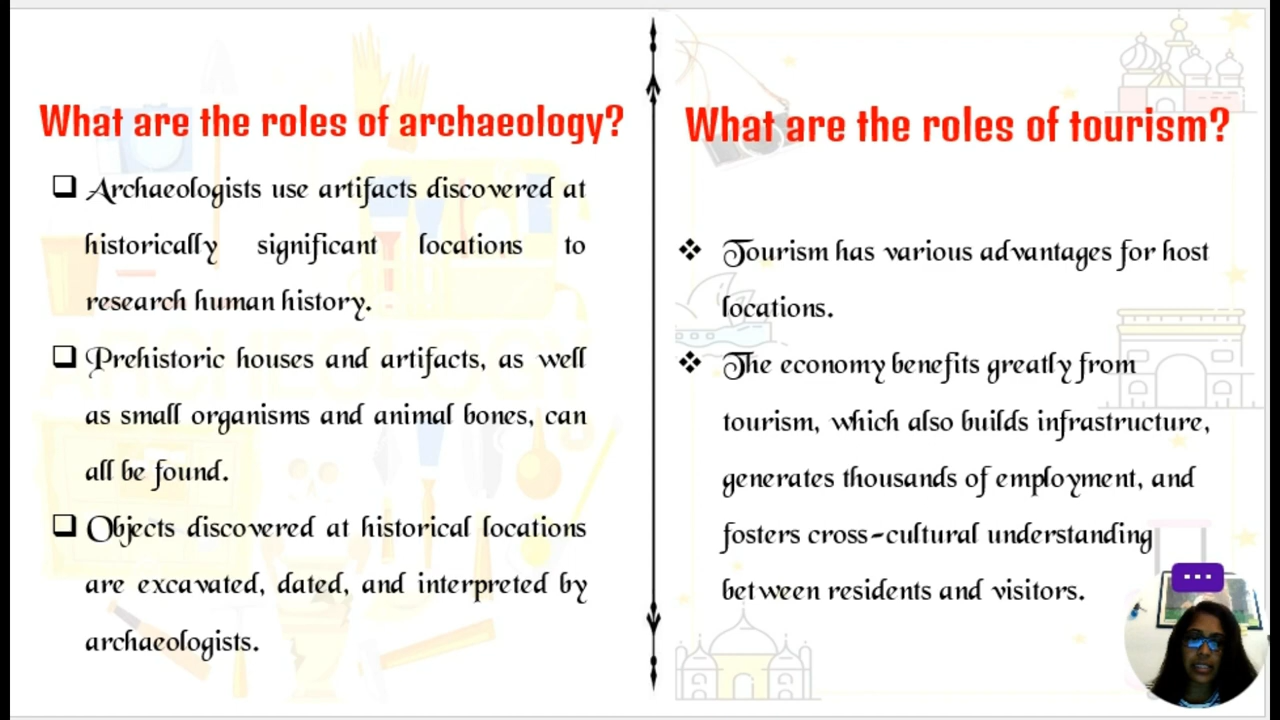 What are the roles of archaeology?
Archaeologists use artifacts discovered at
historically significant locations to
research human history.
Prehistoric houses and artifacts, as well
as small organisms and animal bones, can
all be found.
Objects discovered at historical locations
are excavated, dated, and interpreted by
archaeologists.
What are the roles of tourism?
Tourism has various advantages for host
locations.
The economy benefits greatly from
tourism, which also builds infrastructure,
generates thousands of employment, and
fosters cross-cultural understanding
between residents and visitors.